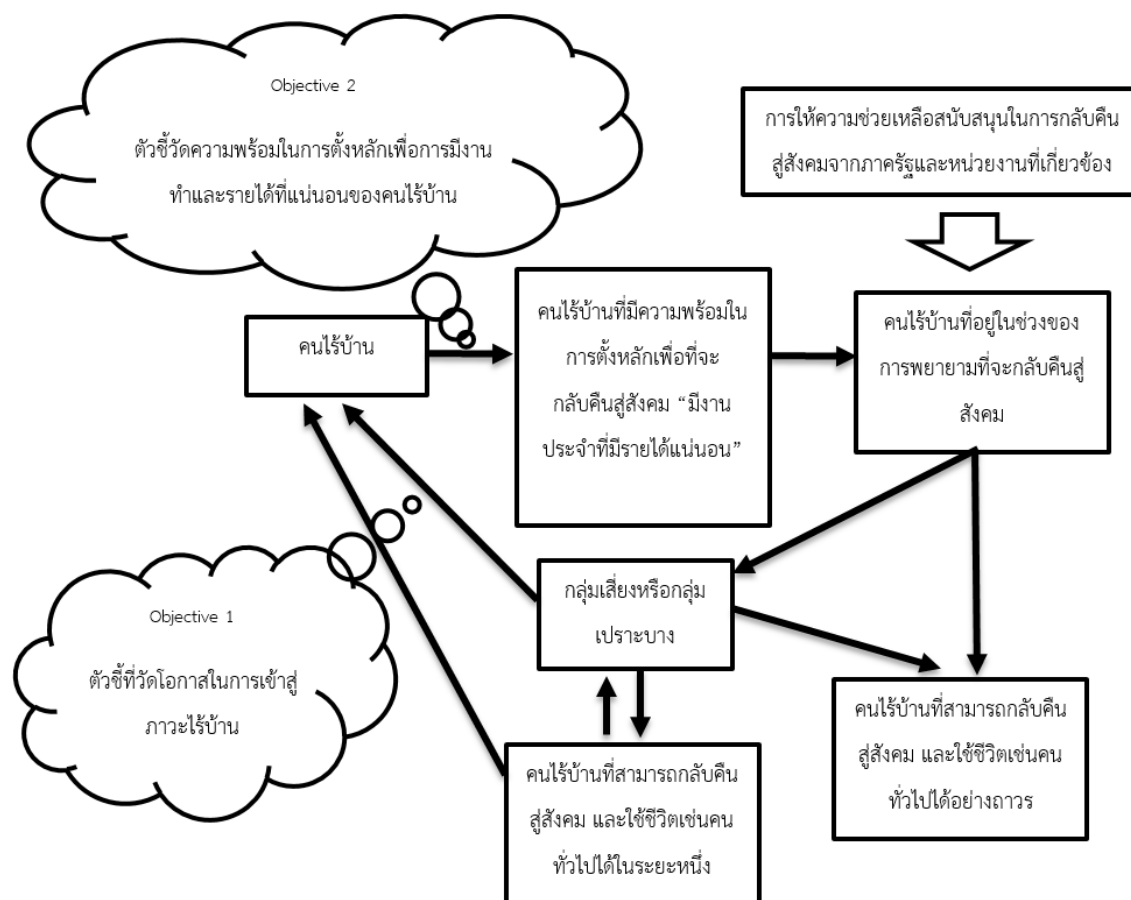 Objective 2
ตัวชี้วัดความพร้อมในการตั้งหลักเพื่อการมีงาน
ทำและรายได้ที่แน่นอนของคนไร้บ้าน
การให้ความช่วยเหลือสนับสนุนในการกลับคืน
สู่สังคมจากภาครัฐและหน่วยงานที่เกี่ยวข้อง
คนไร้บ้าน
คนไร้บ้านที่มีความพร้อมใน
การตั้งหลักเพื่อที่จะ
กลับคืนสู่สังคม “มีงาน
ประจำที่มีรายได้แน่นอน”
คนไร้บ้านที่อยู่ในช่วงของ
การพยายามที่จะกลับคืนสู่
สังคม
Objective 1
ตัวชี้ที่วัดโอกาสในการเข้าสู่
ภาวะไร้บ้าน
กลุ่มเสี่ยงหรือกลุ่ม
เปราะบาง
คนไร้บ้านที่สามารถกลับคืน
สู่สังคม และใช้ชีวิตเช่นคน
ทั่วไปได้อย่างถาวร
คนไร้บ้านที่สามารถกลับคืน
สู่สังคม และใช้ชีวิตเช่นคน
ทั่วไปได้ในระยะหนึ่ง